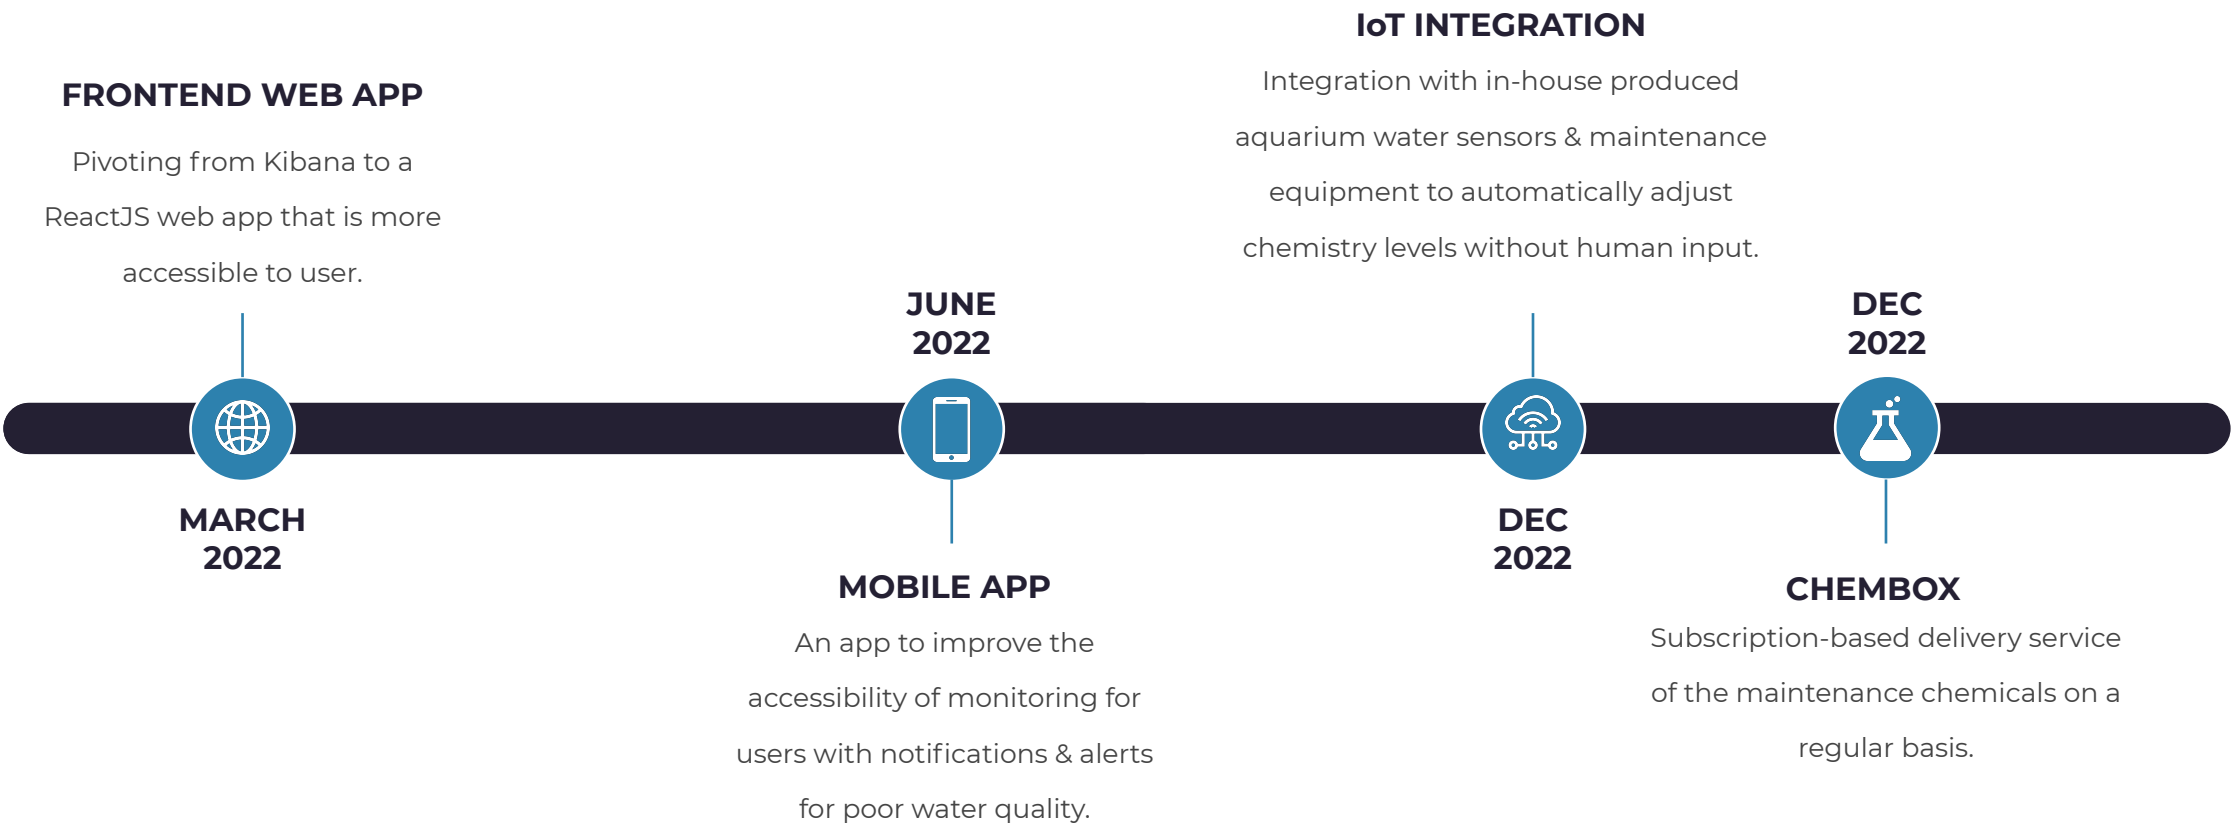 FRONTEND WEB APP
Pivoting from Kibana to a
ReactJS web app that is more
accessible to user.
MARCH
2022
JUNE
2022
MOBILE APP
An app to improve the
accessibility of monitoring for
users with notifications & alerts
for poor water quality.
IoT INTEGRATION
Integration with in-house produced
aquarium water sensors & maintenance
equipment to automatically adjust
chemistry levels without human input.
DEC
2022
DEC
2022
CHEMBOX
Subscription-based delivery service
of the maintenance chemicals on a
regular basis.